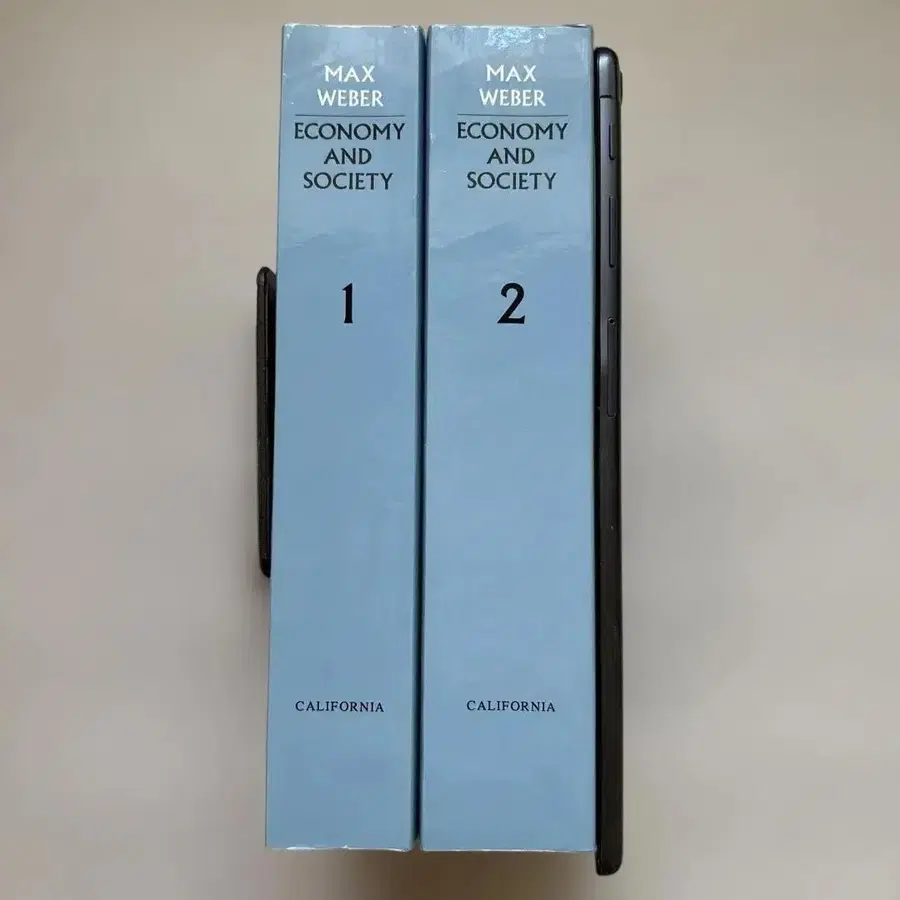 MAX
WEBER
ECONOMY
AND
SOCIETY
1
CALIFORNIA
MAX
WEBER
ECONOMY
AND
SOCIETY
2
CALIFORNIA